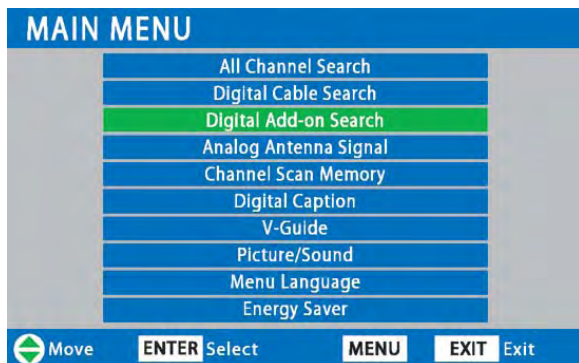 MAIN MENU
All Channel Search
Digital Cable Search
Digital Add-on Search
Analog Antenna Signal
Channel Scan Memory
Digital Caption
V-Guide
Picture/Sound
Menu Language
Energy Saver
Move ENTER Select MENU EXIT Exit